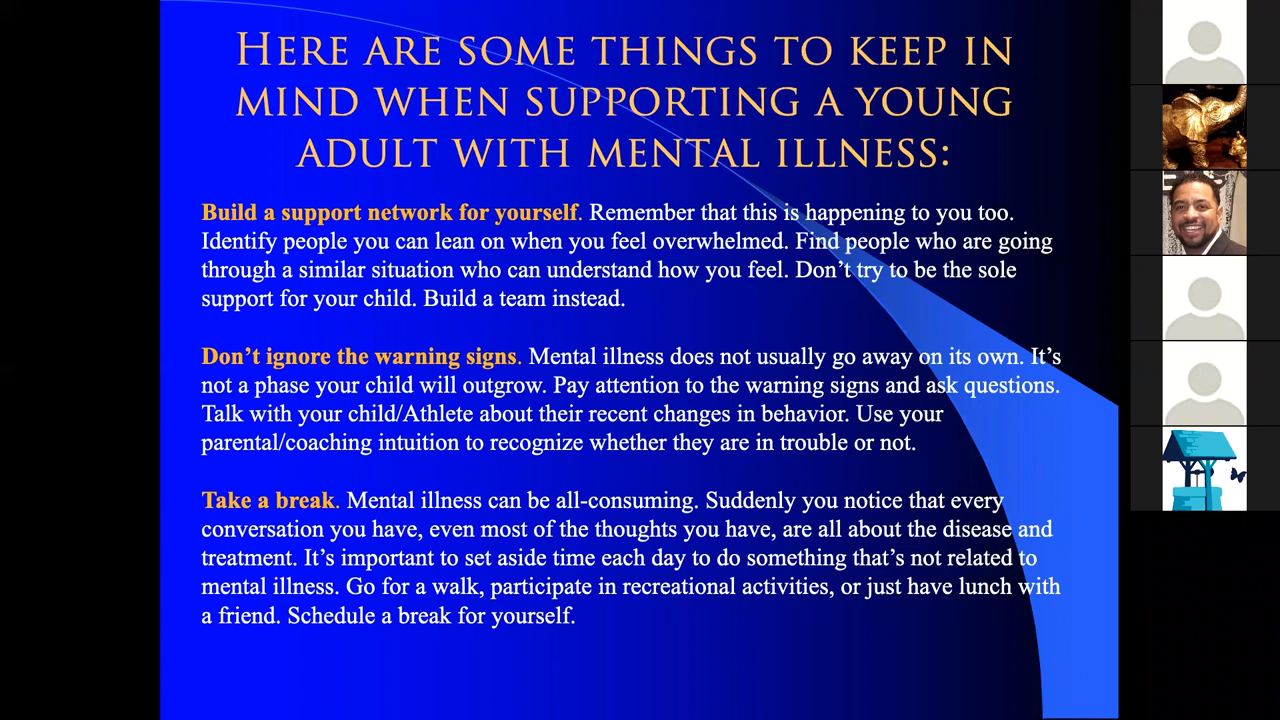 HERE ARE SOME THINGS TO KEEP IN
MIND WHEN SUPPORTING A YOUNG
ADULT WITH MENTAL ILLNESS:
Build a support network for yourself. Remember that this is happening to you too.
Identify people you can lean on when you feel overwhelmed. Find people who are going
through a similar situation who can understand how you feel. Don’t try to be the sole
support for your child. Build a team instead.
Don’t ignore the warning signs. Mental illness does not usually go away on its own. It’s
not a phase your child will outgrow. Pay attention to the warning signs and ask questions.
Talk with your child/Athlete about their recent changes in behavior. Use your
parental/coaching intuition to recognize whether they are in trouble or not.
Take a break. Mental illness can be all-consuming. Suddenly you notice that every
conversation you have, even most of the thoughts you have, are all about the disease and
treatment. It’s important to set aside time each day to do something that’s not related to
mental illness. Go for a walk, participate in recreational activities, or just have lunch with
a friend. Schedule a break for yourself.